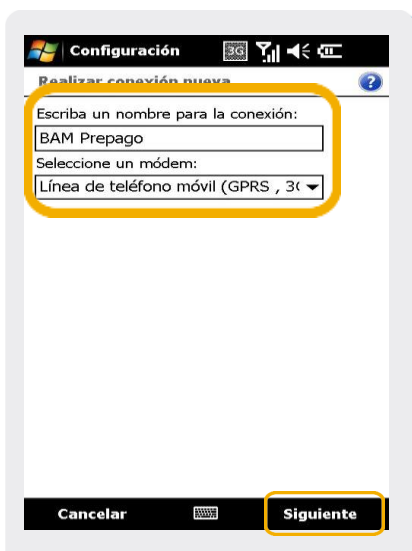 Configuración 3G
Realizar conexión nueva
Escriba un nombre para la conexión:
BAM Prepago
Seleccione un módem:
Línea de teléfono móvil (GPRS , 3(
Cancelar Siguiente